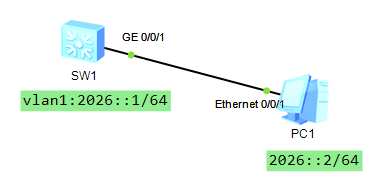 GE 0/0/1
SW1
vlan1:2026::1/64
Ethernet 0/0/1
PC1
2026::2/64